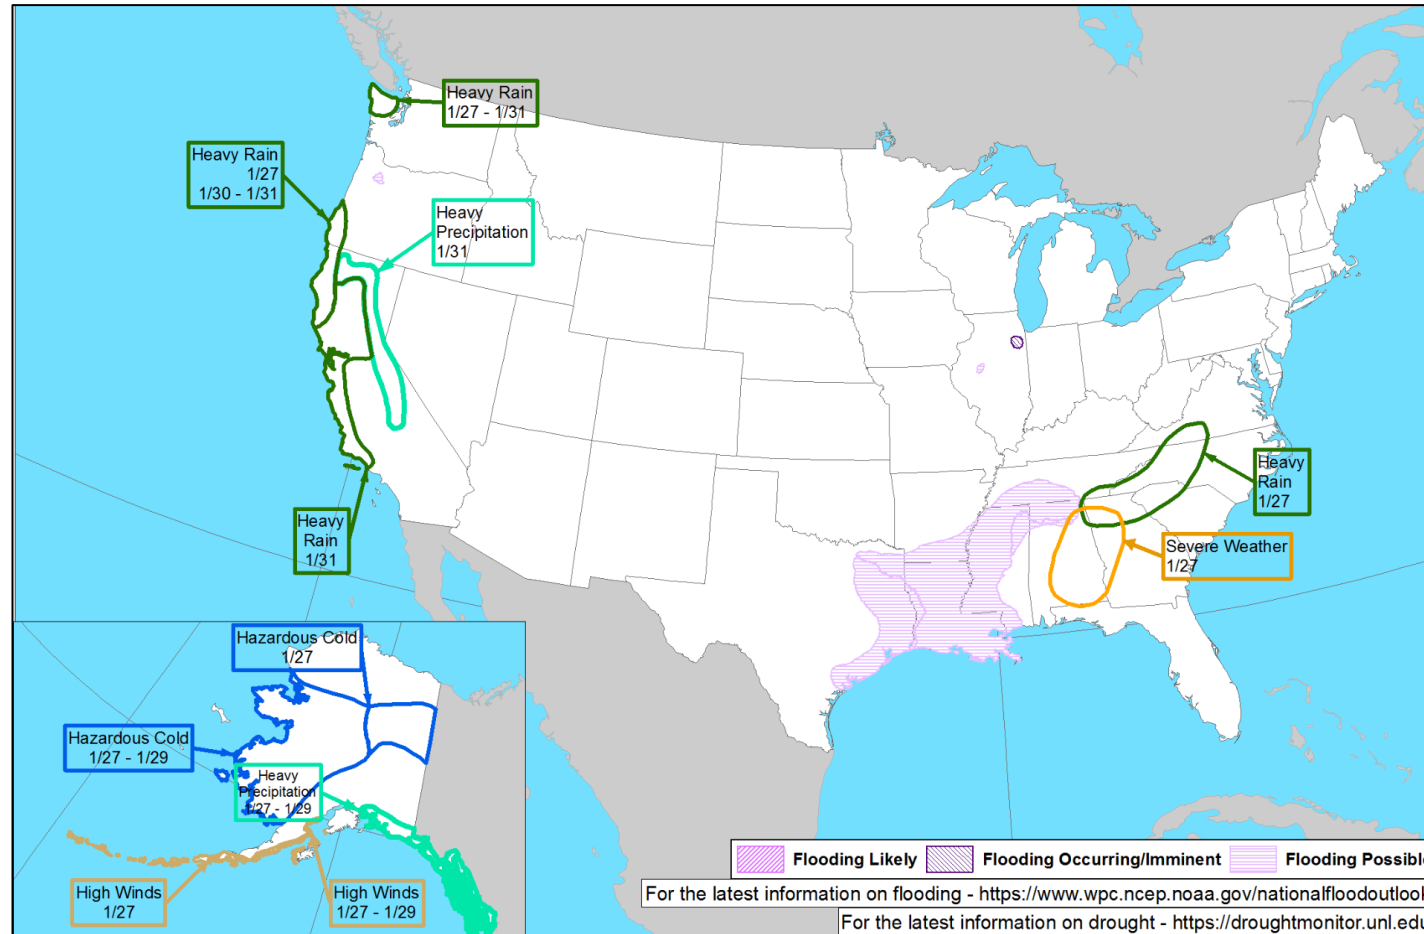 Heavy Rain
1/27 - 1/31
Heavy Rain
1/27
1/30 - 1/31
Heavy
Precipitation
1/31
Heavy
Rain
1/27
Heavy
Rain
1/31
Severe Weather
1/27
Hazardous Cold
1/27
Hazardous Cold
1/27 - 1/29
Heavy
Precipitation
1/27 - 1/29
High Winds
1/27
High Winds
1/27 - 1/29
Flooding Likely
Flooding Occurring/Imminent
Flooding Possible
For the latest information on flooding - https://www.wpc.ncep.noaa.gov/nationalfloodoutlook
For the latest information on drought - https://droughtmonitor.unl.edu